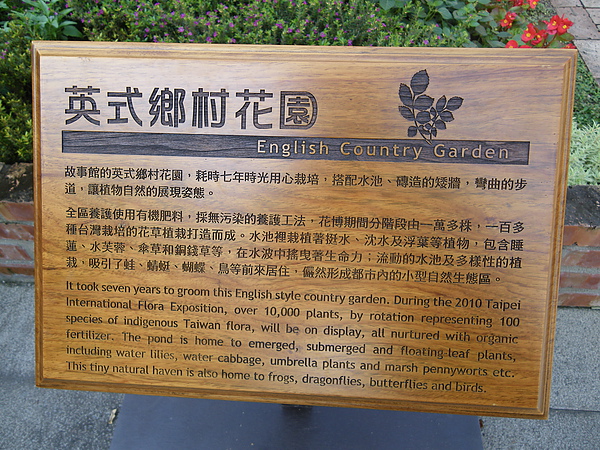 英式鄉村花園
English Country Garden
故事館的英式鄉村花園，耗時七年時光用心栽培，搭配水池、磚造的矮牆，彎曲的步
道，讓植物自然的展現姿態。
全區養護使用有機肥料，採無污染的養護工法，花博期間分階段由一萬多株，一百多
種台灣栽培的花草植栽打造而成。水池裡栽植著挺水、沈水及浮葉等植物，包含睡
蓮、水芙蓉、傘草和銅錢草等，在水波中搖曳著生命力；流動的水池及多樣性的植
栽，吸引了蛙、蜻蜓、蝴蝶、鳥等前來居住，儼然形成都市內的小型自然生態區。
It took seven years to groom this English style country garden. During the 2010 Taipei
International Flora Exposition, over 10,000 plants, by rotation representing 100
species of indigenous Taiwan flora, will be on display, all nurtured with organic
fertilizer. The pond is home to emerged, submerged and floating-leaf plants,
including water lilies, water cabbage, umbrella plants and marsh pennyworts etc.
This tiny natural haven is also home to frogs, dragonflies, butterflies and birds.